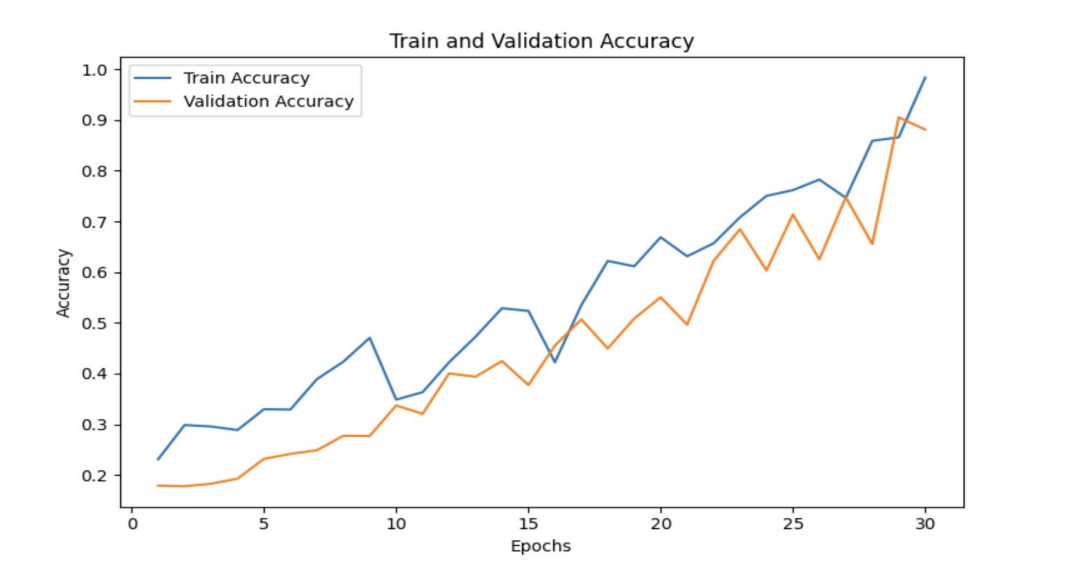 Train and Validation Accuracy
Train Accuracy
Validation Accuracy
1.0
0.9
0.8
0.7
0.6
0.5
0.4
0.3
0.2
Accuracy
0 5 10 15 20 25 30
Epochs